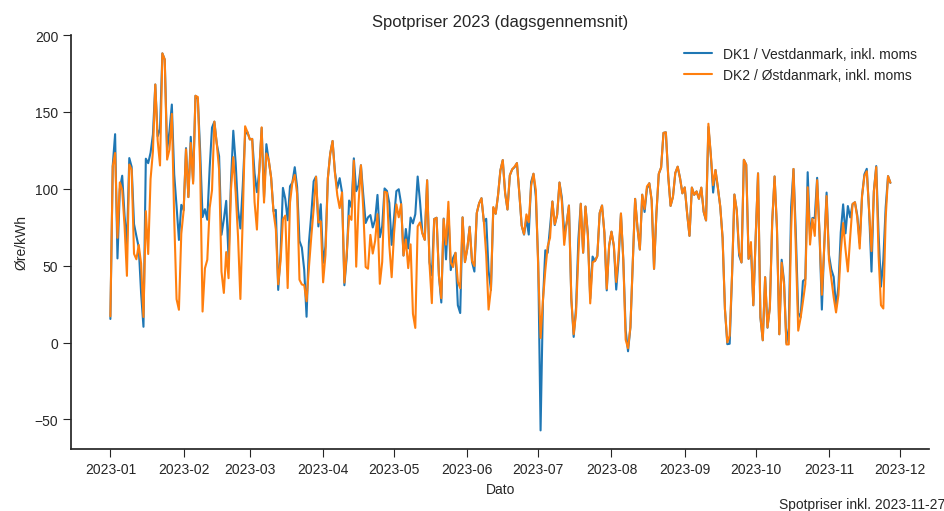 Spotpriser 2023 (dagsgennemsnit)
DK1 / Vestdanmark, inkl. moms
DK2 / Østdanmark, inkl. moms
Øre/kWh
200
150
100
50
0
−50
2023-01 2023-02 2023-03 2023-04 2023-05 2023-06 2023-07 2023-08 2023-09 2023-10 2023-11 2023-12
Dato
Spotpriser inkl. 2023-11-27